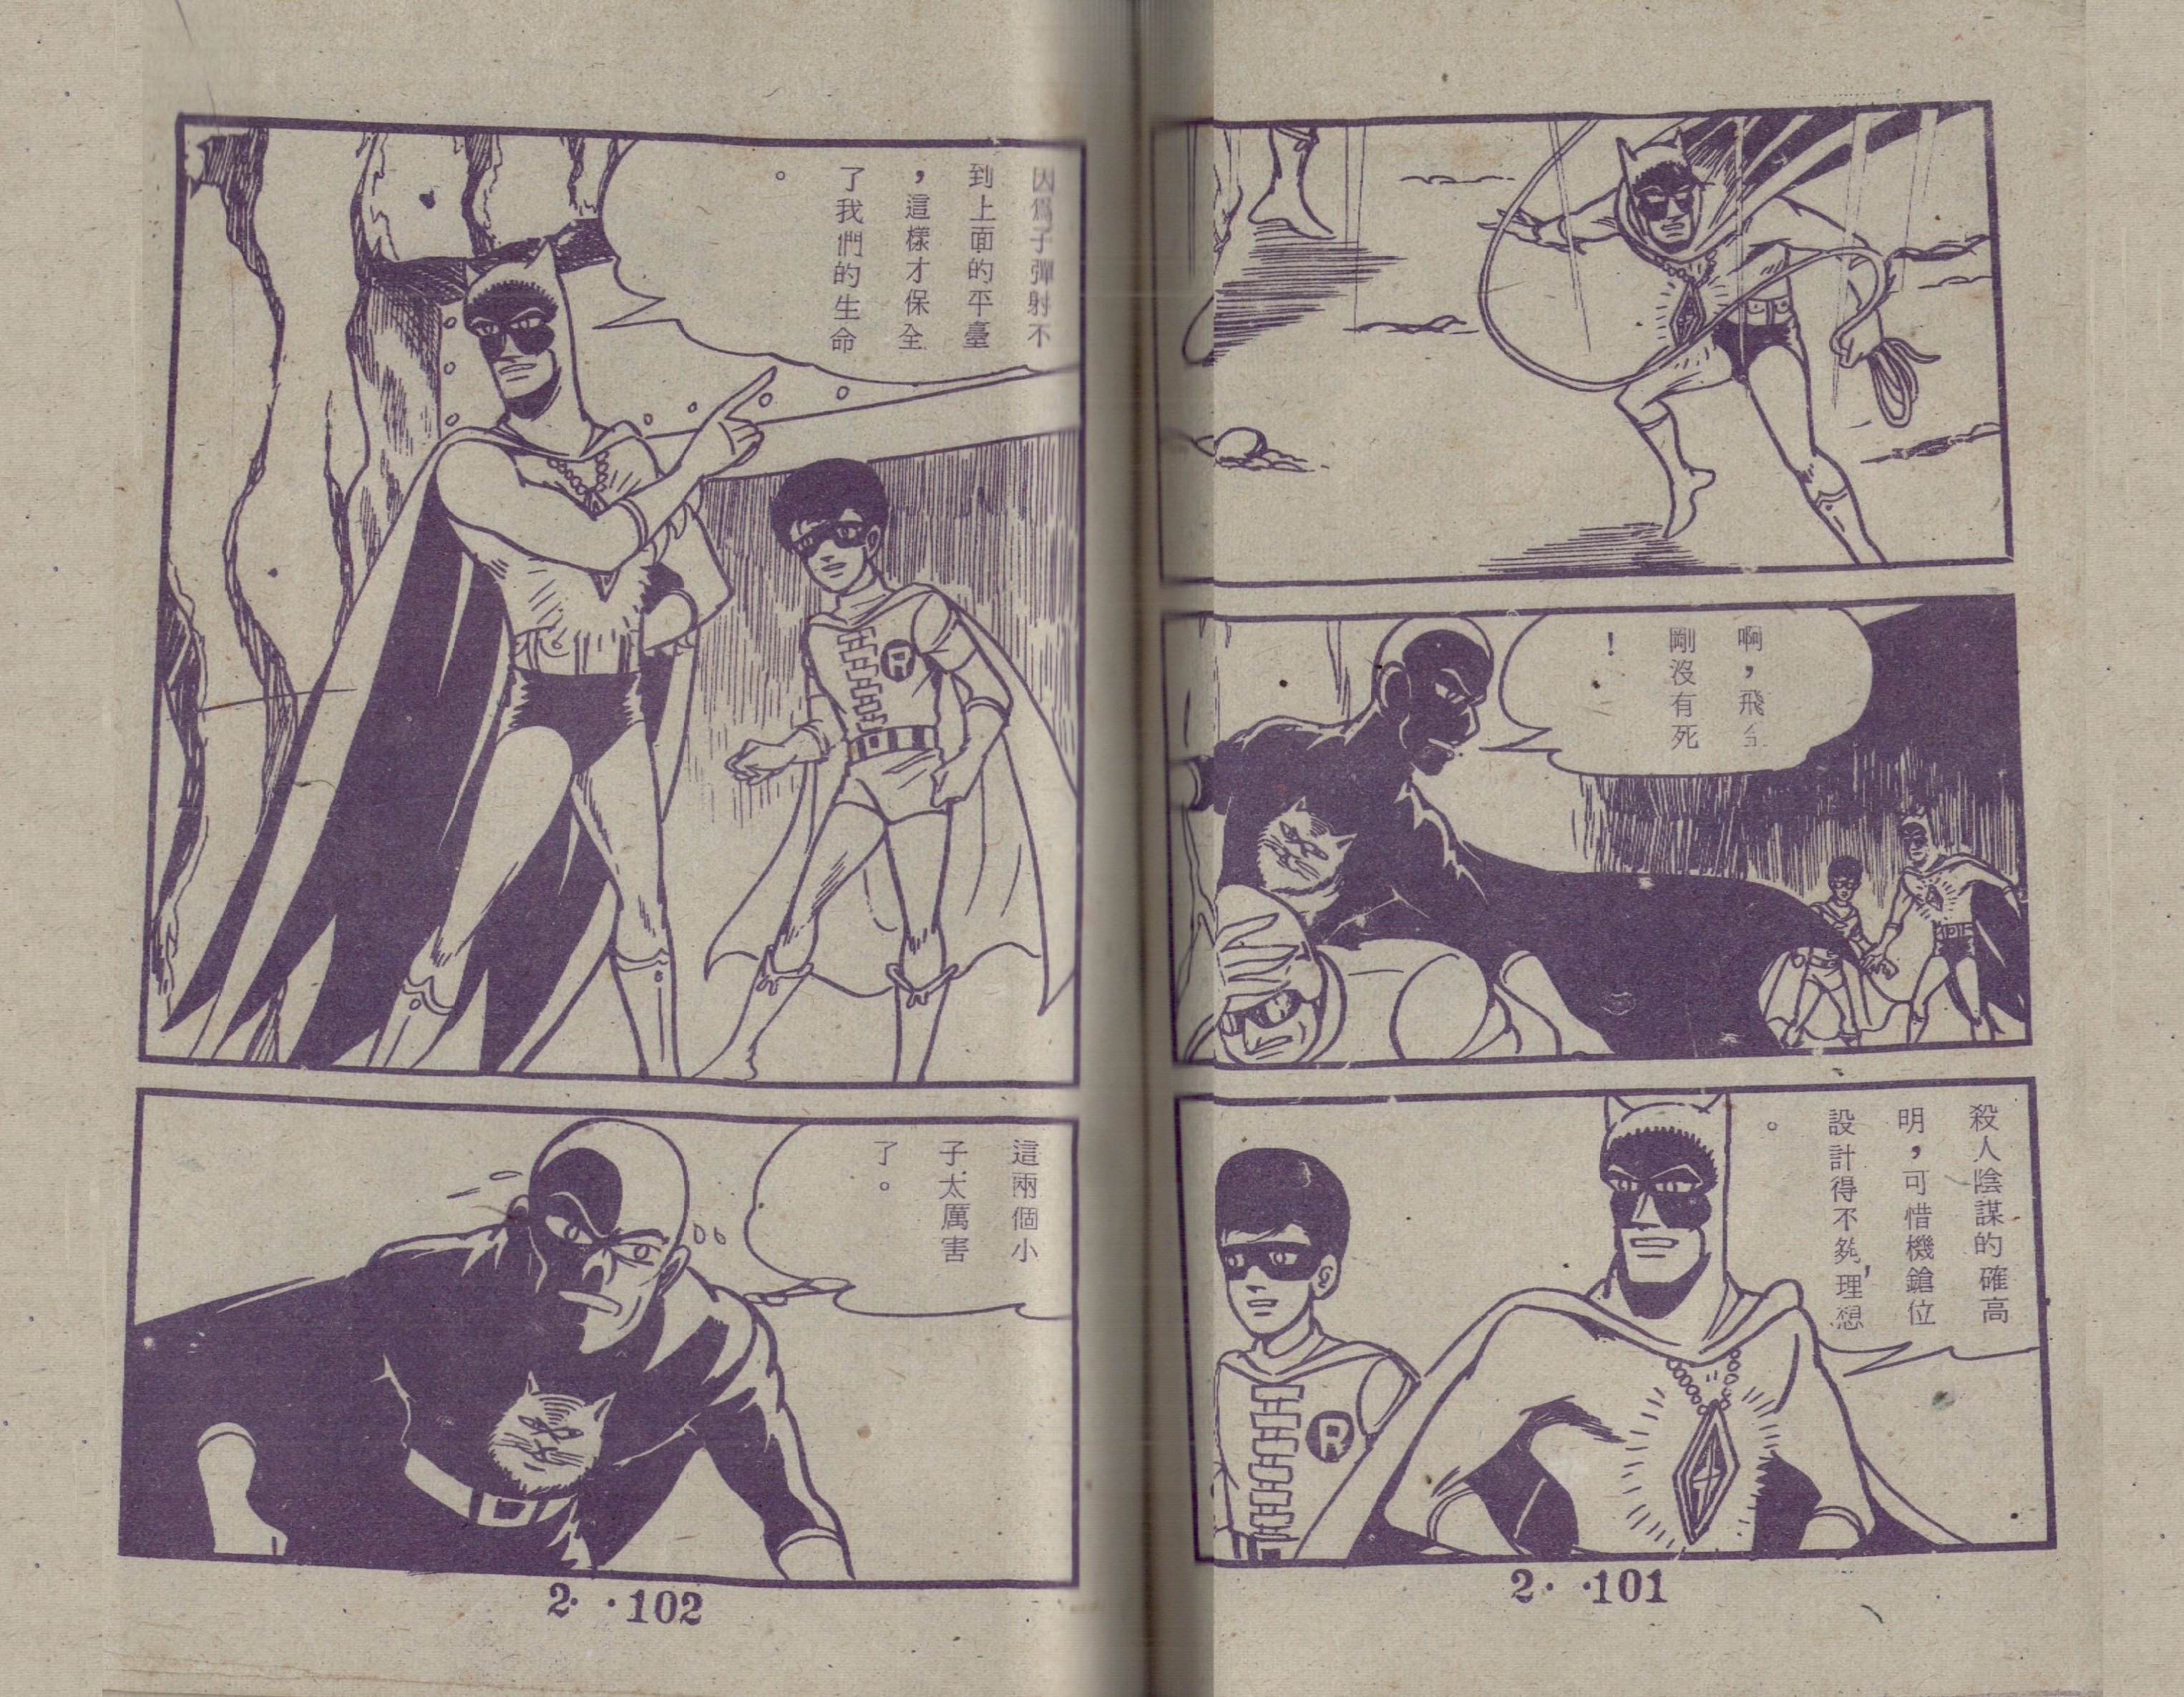 啊，飛
剛沒有死
！
殺人陰謀的確高
明，可惜機鎗位
設計得不夠理想
。
R
2··101
因為子彈射不
到上面的平臺
，這樣才保全
了我們的生命
。
R
這兩個小
子太厲害
了。
2··102